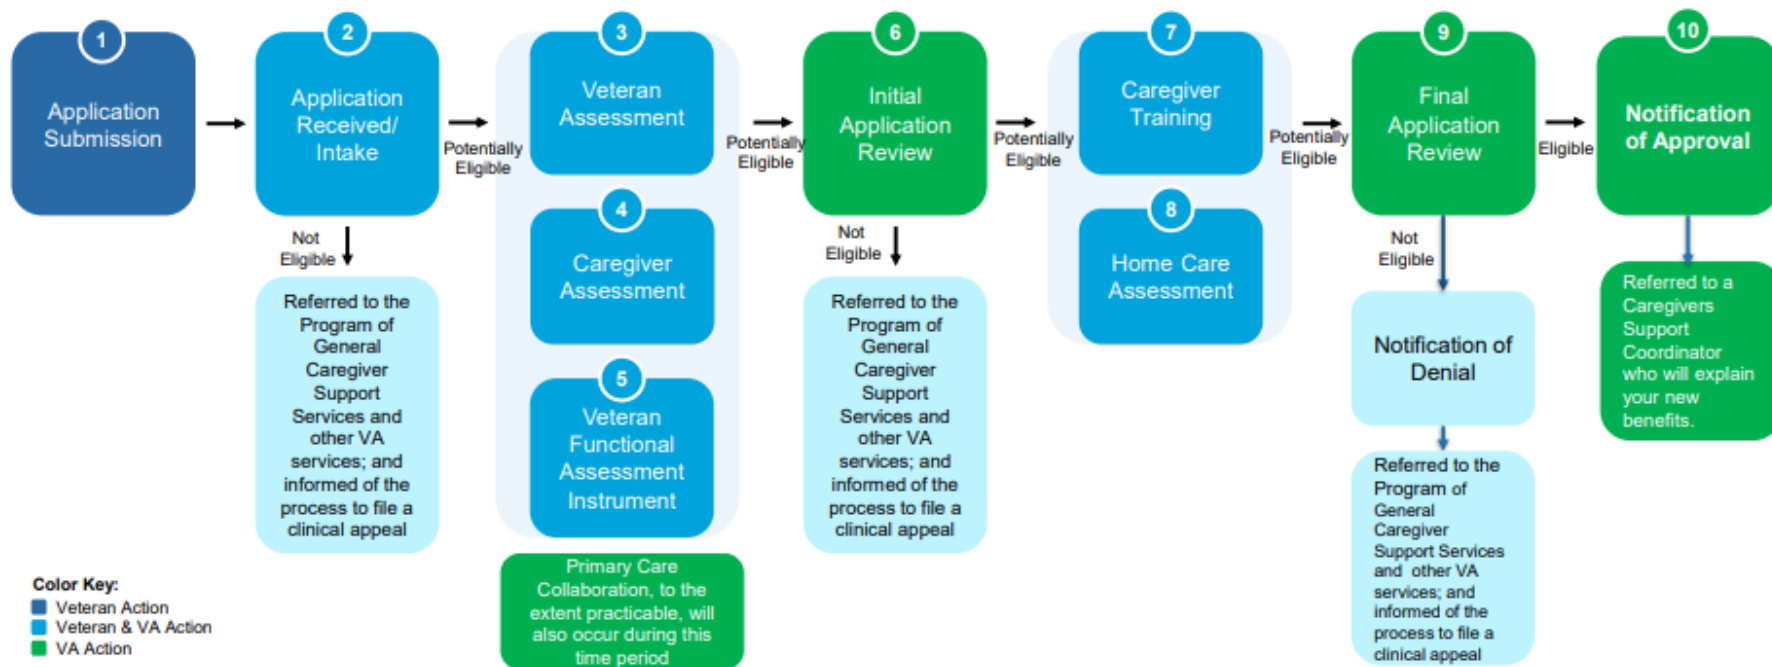 1
Application
Submission
2
Application
Received/
Intake
Potentially
Eligible
Not
Eligible
Referred to the
Program of
General
Caregiver
Support
Services and
other VA
services; and
informed of the
process to file a
clinical appeal
3
Veteran
Assessment
4
Caregiver
Assessment
5
Veteran
Functional
Assessment
Instrument
Primary Care
Collaboration, to the
extent practicable, will
also occur during this
time period
Potentially
Eligible
6
Initial
Application
Review
Not
Eligible
Referred to the
Program of
General
Caregiver
Support
Services and
other VA
services; and
informed of the
process to file a
clinical appeal
Potentially
Eligible
7
Caregiver
Training
8
Home Care
Assessment
Potentially
Eligible
9
Final
Application
Review
Not
Eligible
Notification of
Denial
Referred to the
Program of
General
Caregiver
Support Services
and other VA
services; and
informed of the
process to file a
clinical appeal
Eligible
10
Notification
of Approval
Referred to a
Caregivers
Support
Coordinator
who will explain
your new
benefits.
Color Key:
Veteran Action
Veteran & VA Action
VA Action